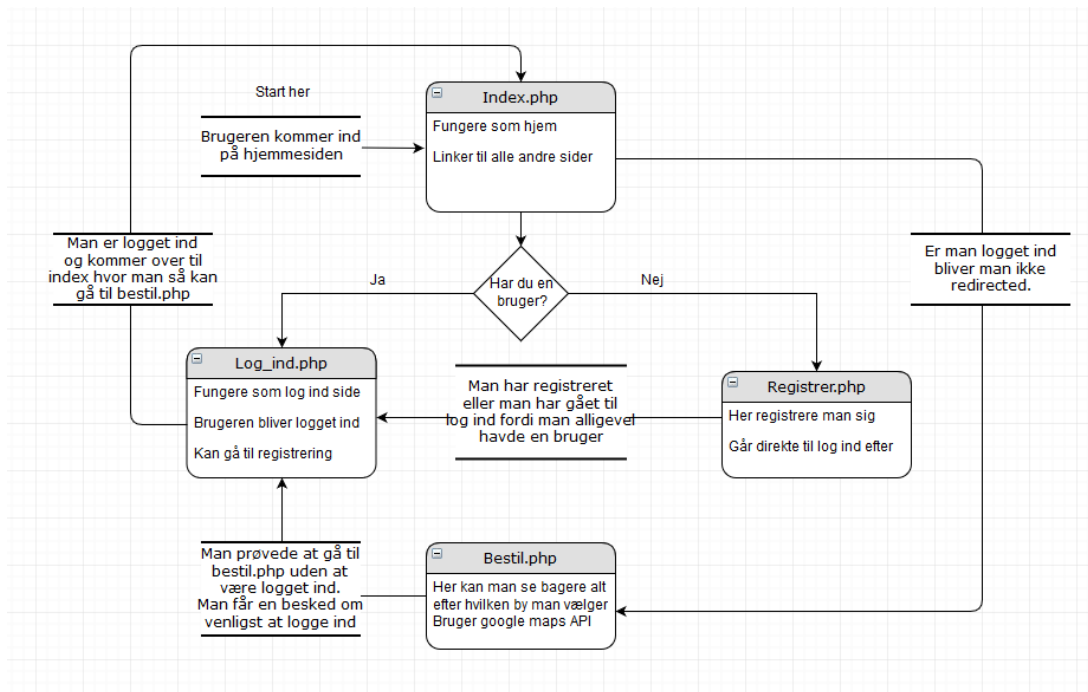 Start her
Brugeren kommer ind
på hjemmesiden
Index.php
Fungere som hjem
Linker til alle andre sider
Man er logget ind
og kommer over til
index hvor man så kan
gå til bestil.php
Er man logget ind
bliver man ikke
redirected.
Ja
Har du en
bruger?
Nej
Log_ind.php
Fungere som log ind side
Brugeren bliver logget ind
Kan gå til registrering
Man har registreret
eller man har gået til
log ind fordi man alligevel
havde en bruger
Registrer.php
Her registrere man sig
Går direkte til log ind efter
Man prøvede at gå til
bestil.php uden at
være logget ind.
Man får en besked om
venligst at logge ind
Bestil.php
Her kan man se bagere alt
efter hvilken by man vælger
Bruger google maps API